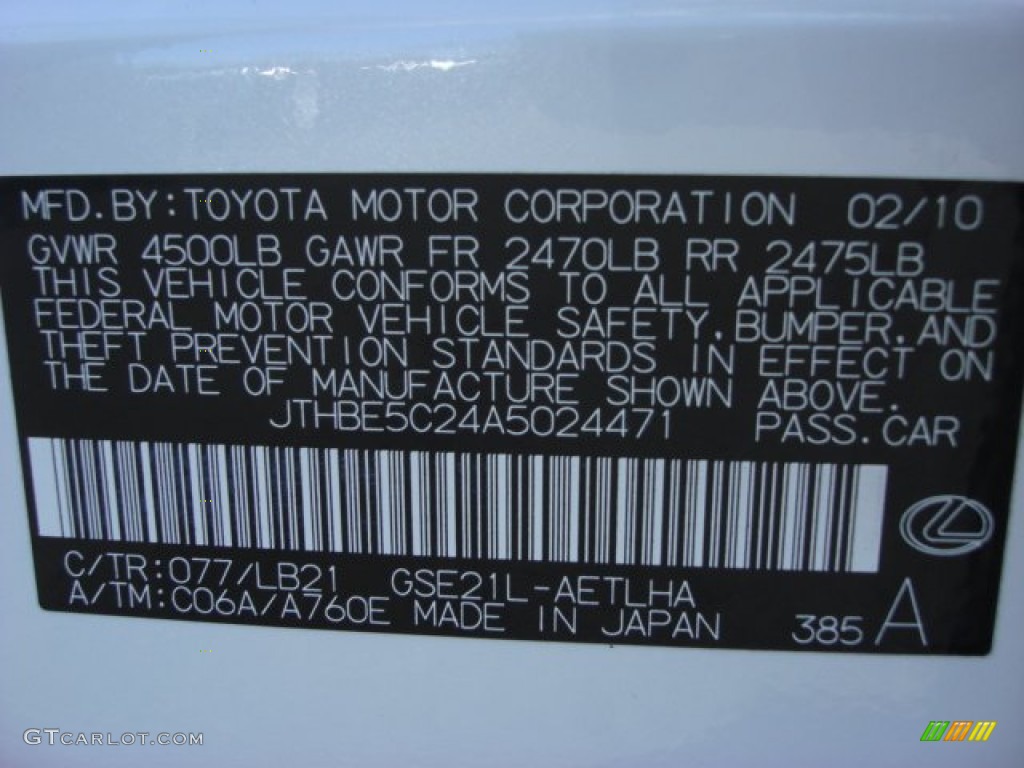 MFD.BY:TOYOTA MOTOR CORPORATION 02/10
GVWR 4500LB GAWR FR 2470LB RR 2475LB
THIS VEHICLE CONFORMS TO ALL APPLICABLE
FEDERAL MOTOR VEHICLE SAFETY,BUMPER,AND
THEFT PREVENTION STANDARDS IN EFFECT ON
THE DATE OF MANUFACTURE SHOWN ABOVE.
JTHBE5C24A5024471 PASS.CAR
C/TR:077/LB21 GSE21L-AETLHA
A/TM:C06A/A760E MADE IN JAPAN 385 A
GTCARLOT.COM